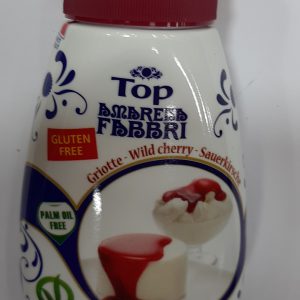 Top
AMARENA
FABBRI
GLUTEN
FREE
Griotte - Wild cherry - Sauerkirsche
PALM OIL
FREE